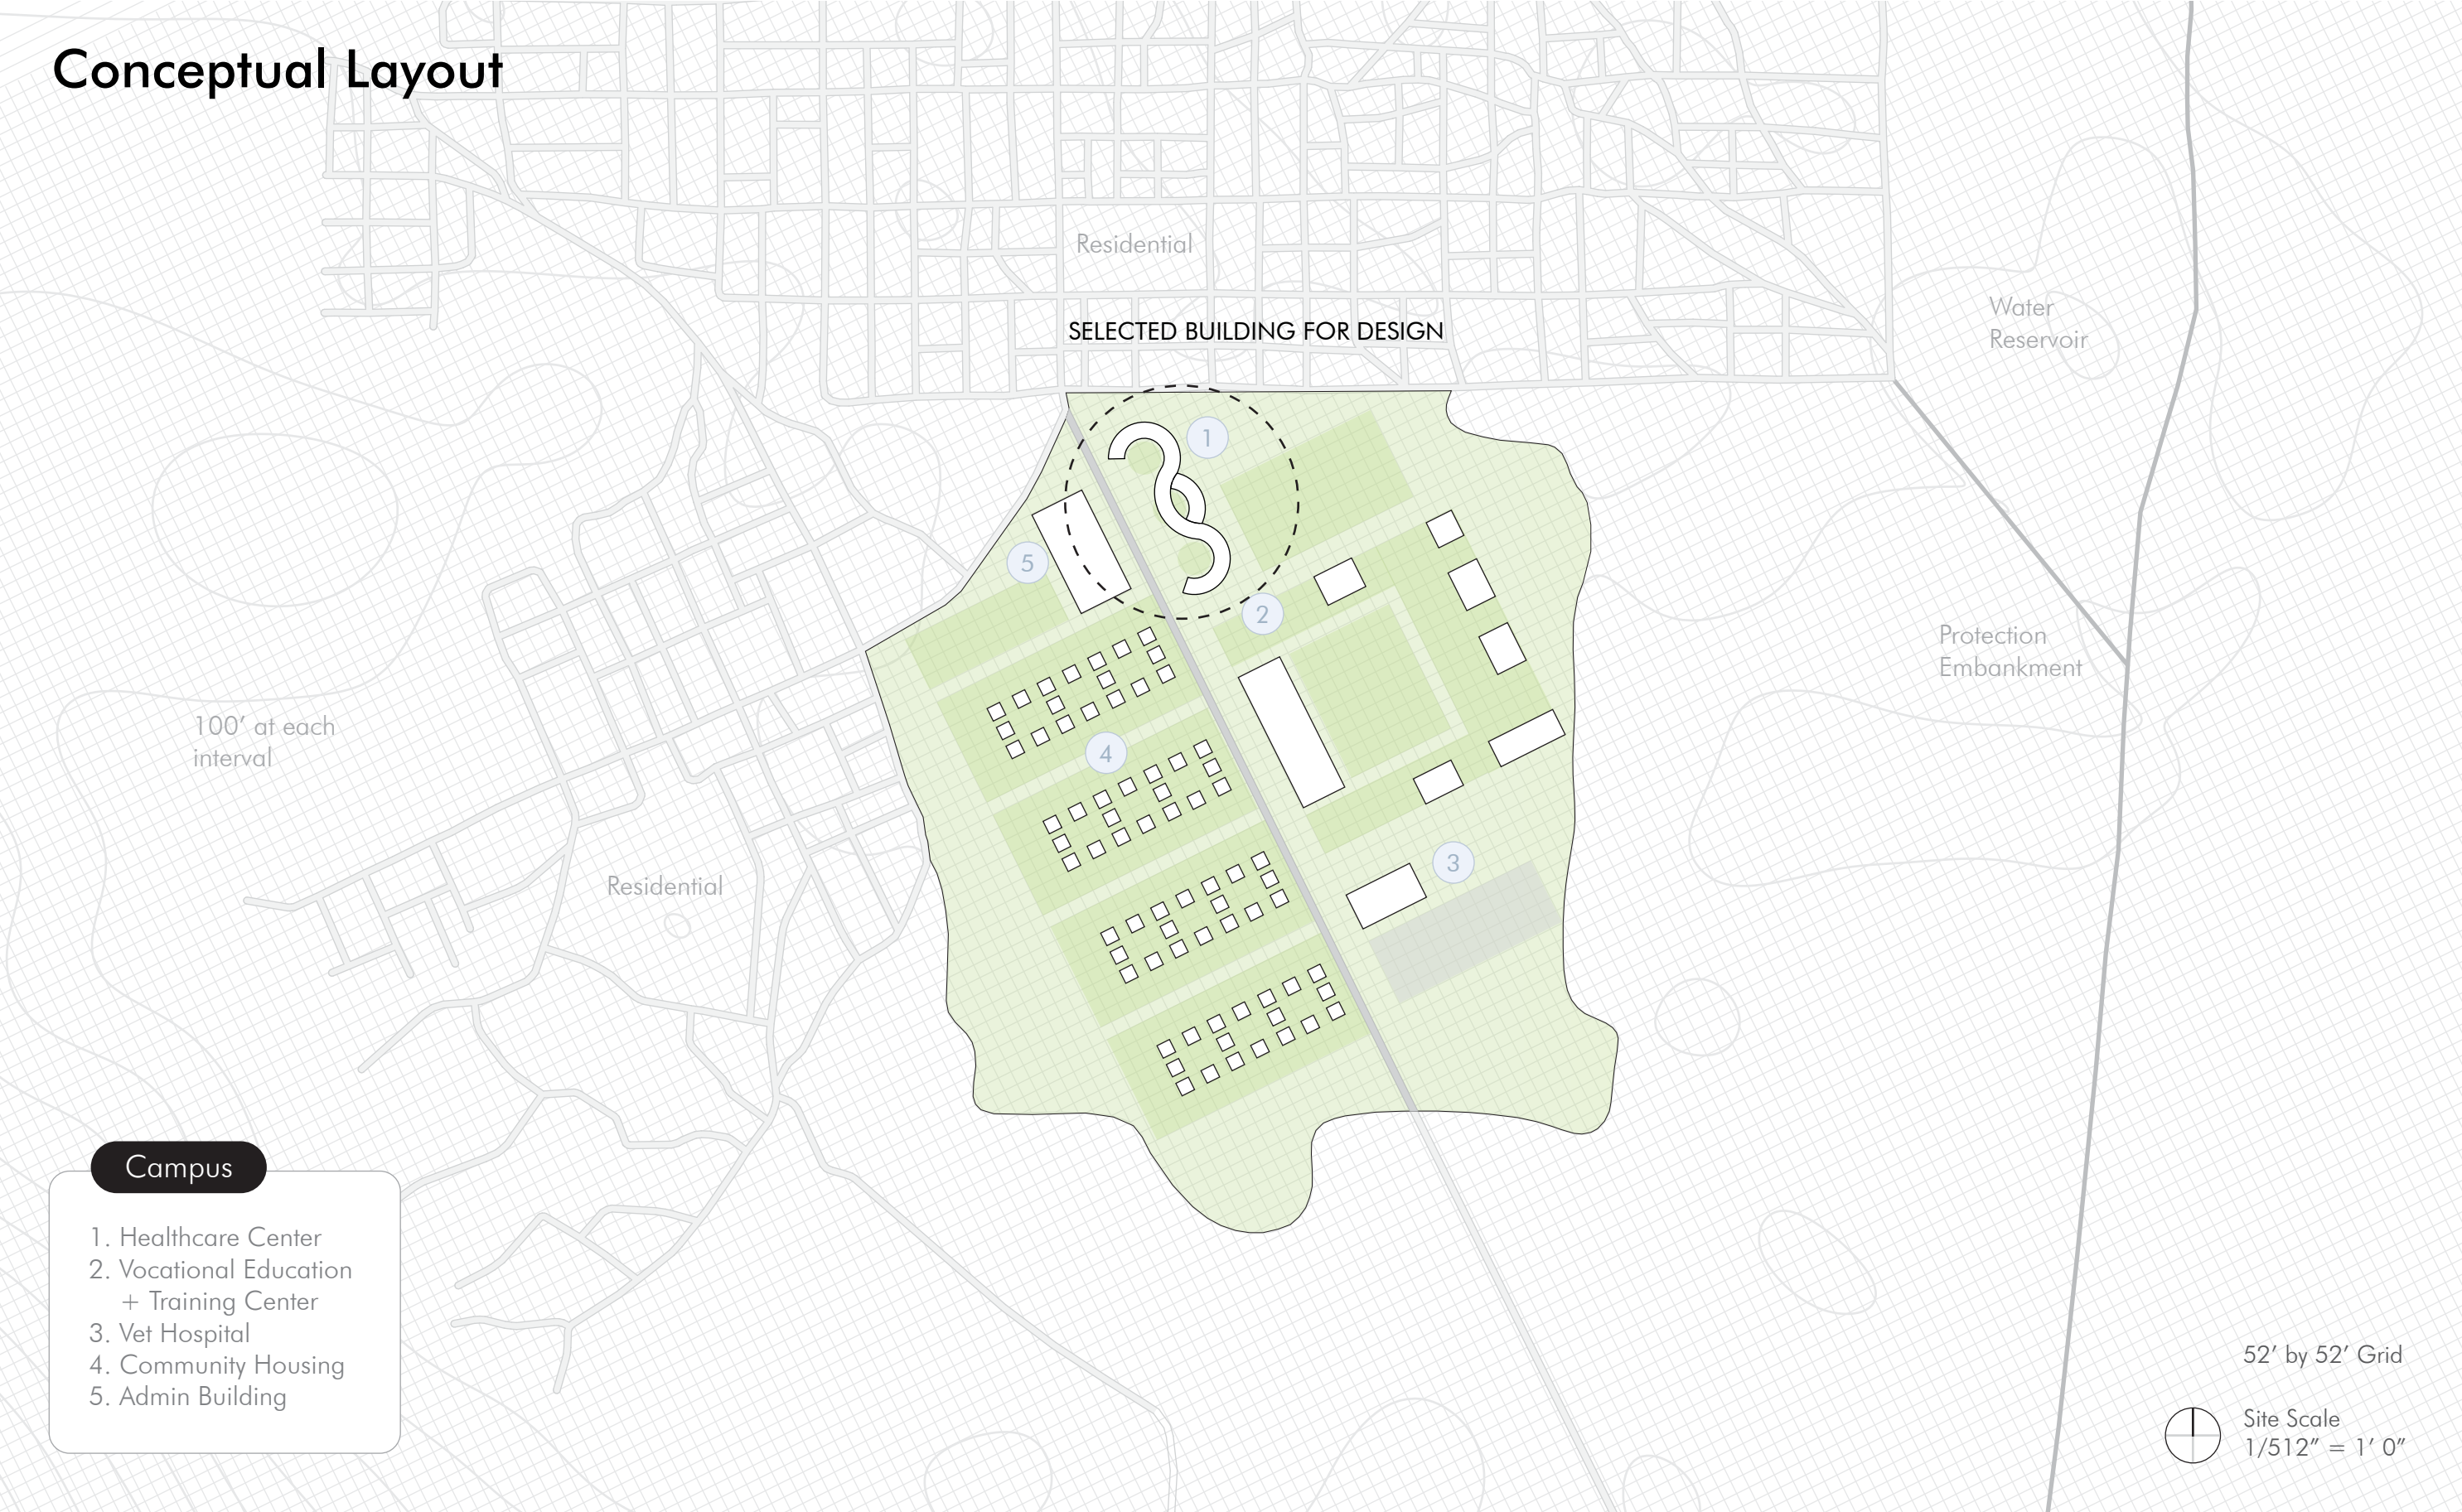 Conceptual Layout
Residential
SELECTED BUILDING FOR DESIGN
Water
Reservoir
1
5
2
Protection
Embankment
100’ at each
interval
4
3
Residential
Campus
1. Healthcare Center
2. Vocational Education
+ Training Center
3. Vet Hospital
4. Community Housing
5. Admin Building
52’ by 52’ Grid
Site Scale
1/512” = 1’ 0”